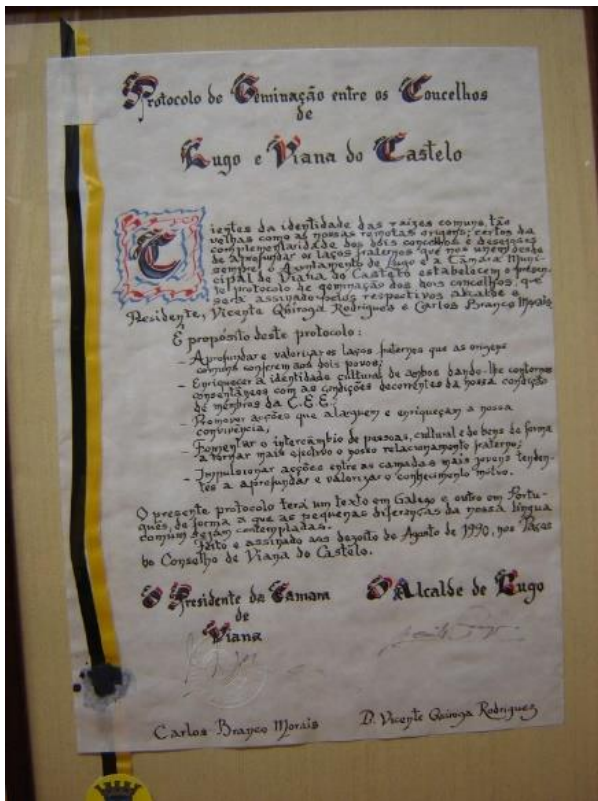 Protocolo de Geminação entre os Concelhos
de
Lugo e Viana do Castelo
Cientes da identidade das raízes comuns, tão
velhas como as nossas remotas origens; certos da
complementaridade dos dois concelhos e desejosos
de aprofundar os laços fraternos que nos unem desde
sempre, o Ayuntamento de Lugo e a Câmara Muni-
cipal de Viana do Castelo estabelecem o presen-
te protocolo de geminação dos dois concelhos, que
será assinado pelos respectivos alcalde e
Presidente, Vicente Quiroga Rodrigues e Carlos Branco Morais
É propósito deste protocolo:
- Aprofundar e valorizar os laços fraternos que as origens
comuns conferem aos dois povos;
- Enriquecer a identidade cultural de ambos dando-lhe contornos
consentâneos com as condições decorrentes da nossa condição
de membros da C.E.E.;
- Promover acções que alarguem e enriqueçam a nossa
convivência;
- Fomentar o intercâmbio de pessoas, cultural e de bens de forma
a tornar mais efectivo o nosso relacionamento fraterno;
- Impulsionar acções entre as camadas mais jovens tenden-
tes a aprofundar e valorizar o conhecimento mútuo.
O presente protocolo terá um texto em Galego e outro em Portu-
guês, de forma a que as pequenas diferenças da nossa língua
comum sejam contempladas.
Feito e assinado aos dezoito de Agosto de 1990, nos Paços
do Conselho de Viana do Castelo.
O Presidente da Camara
de
Viana
O Alcalde de Lugo
Carlos Branco Morais
D. Vicente Quiroga Rodriguez